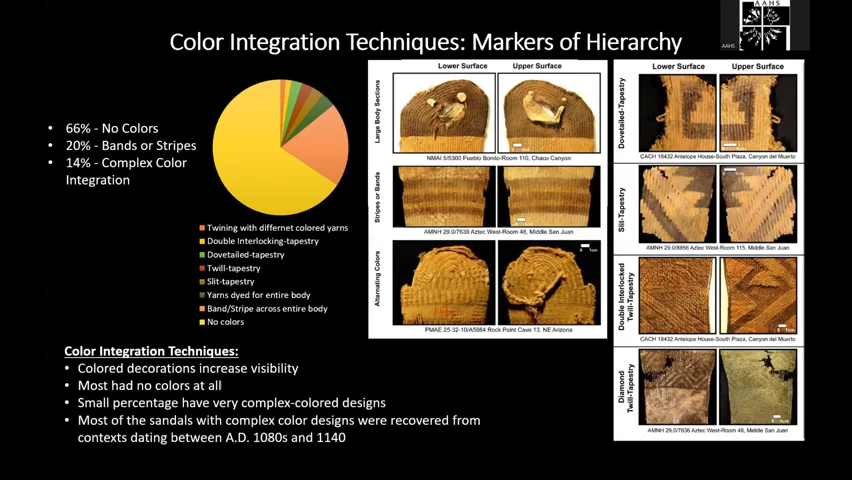 AAHS
AAHS
Color Integration Techniques: Markers of Hierarchy
• 66% - No Colors
• 20% - Bands or Stripes
• 14% - Complex Color
Integration
Twining with differnet colored yarns
Double Interlocking-tapestry
Dovetailed-tapestry
Twill-tapestry
Slit-tapestry
Yarns dyed for entire body
Band/Stripe across entire body
No colors
Color Integration Techniques:
• Colored decorations increase visibility
• Most had no colors at all
• Small percentage have very complex-colored designs
• Most of the sandals with complex color designs were recovered from
contexts dating between A.D. 1080s and 1140
Lower Surface Upper Surface
Large Body Sections
NMAI 5/5300 Pueblo Bonito-Room 110, Chaco Canyon
Stripes or Bands
AMNH 29.0/7639 Aztec West-Room 48, Middle San Juan
Alternating Colors
PMAE 25-32-10/A5984 Rock Point Cave 13, NE Arizona
Lower Surface Upper Surface
Dovetailed-Tapestry
CACH 18432 Antelope House-South Plaza, Canyon del Muerto
Slit-Tapestry
AMNH 29.0/8856 Aztec West-Room 115, Middle San Juan
Double Interlocked
Twill-Tapestry
CACH 18432 Antelope House-South Plaza, Canyon del Muerto
Diamond
Twill-Tapestry
AMNH 29.0/7636 Aztec West-Room 48, Middle San Juan